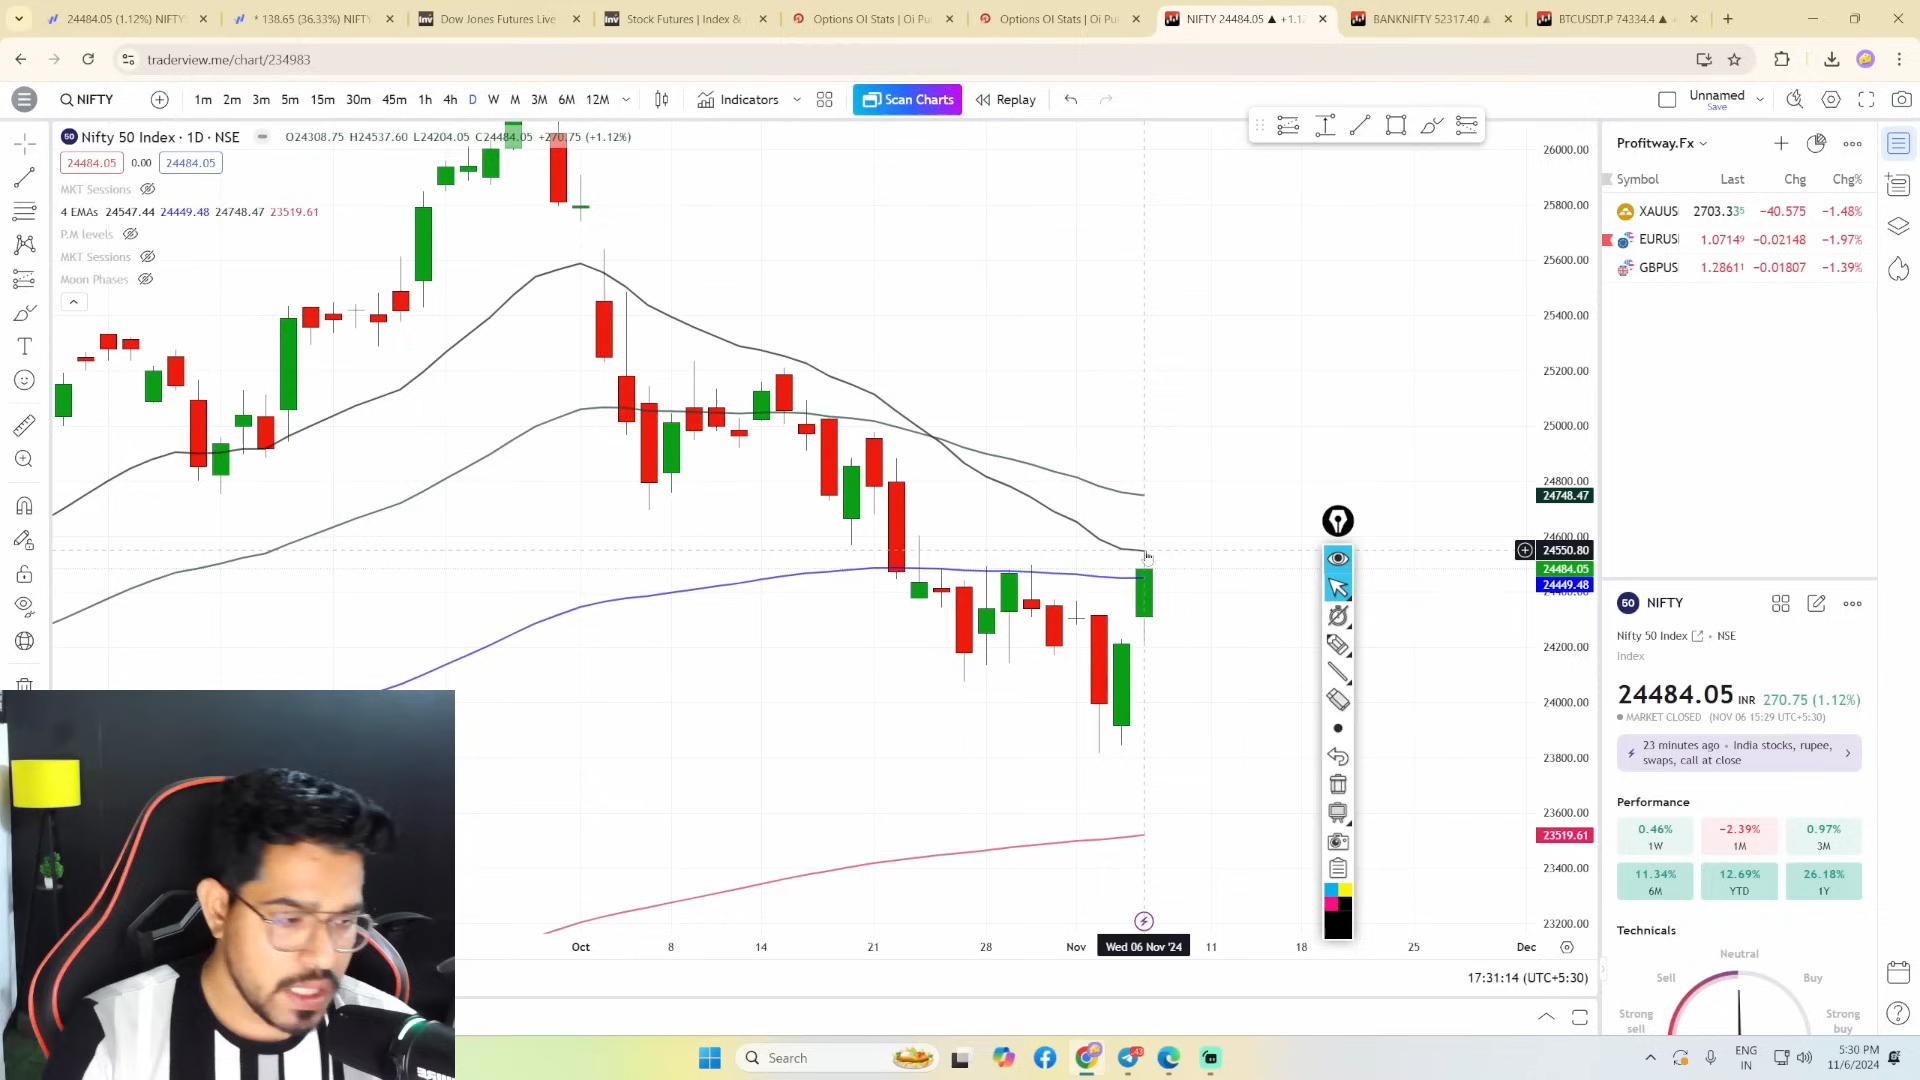 24484.05 (1.12%) NIFTY
* 138.65 (36.33%) NIFTY
Dow Jones Futures Live
Stock Futures | Index &
Options OI Stats | Oi Pu
Options OI Stats | Oi Pu
NIFTY 24484.05 ▲ +1.1
BANKNIFTY 52317.40
BTCUSDT.P 74334.4 ▲
traderview.me/chart/234983
NIFTY
1m 2m 3m 5m 15m 30m 45m 1h 4h D W M 3M 6M 12M
Indicators
Scan Charts
Replay
Unnamed
Save
50 Nifty 50 Index · 1D · NSE
O24308.75 H24537.60 L24204.05 C24484.05 +270.75 (+1.12%)
24484.05 0.00 24484.05
MKT Sessions
4 EMAs 24547.44 24449.48 24748.47 23519.61
P.M levels
MKT Sessions
Moon Phases
26000.00
25800.00
25600.00
25400.00
25200.00
25000.00
24800.00
24748.47
24600.00
24550.80
24484.05
24449.48
24200.00
24000.00
23800.00
23600.00
23519.61
23400.00
23200.00
Oct 8 14 21 28 Nov Wed 06 Nov '24 11 18 25 Dec
17:31:14 (UTC+5:30)
Profitway.Fx
Symbol Last Chg Chg%
XAUUS 2703.335 −40.575 −1.48%
EURUS 1.07149 −0.02148 −1.97%
GBPUS 1.28611 −0.01807 −1.39%
50 NIFTY
Nifty 50 Index • NSE
Index
24484.05 INR 270.75 (1.12%)
MARKET CLOSED (NOV 06 15:29 UTC+5:30)
23 minutes ago • India stocks, rupee,
swaps, call at close
Performance
0.46% −2.39% 0.97%
1W 1M 3M
11.34% 12.69% 26.18%
6M YTD 1Y
Technicals
Neutral
Sell Buy
Strong Strong
sell buy
Search
43
ENG
IN
5:30 PM
11/6/2024